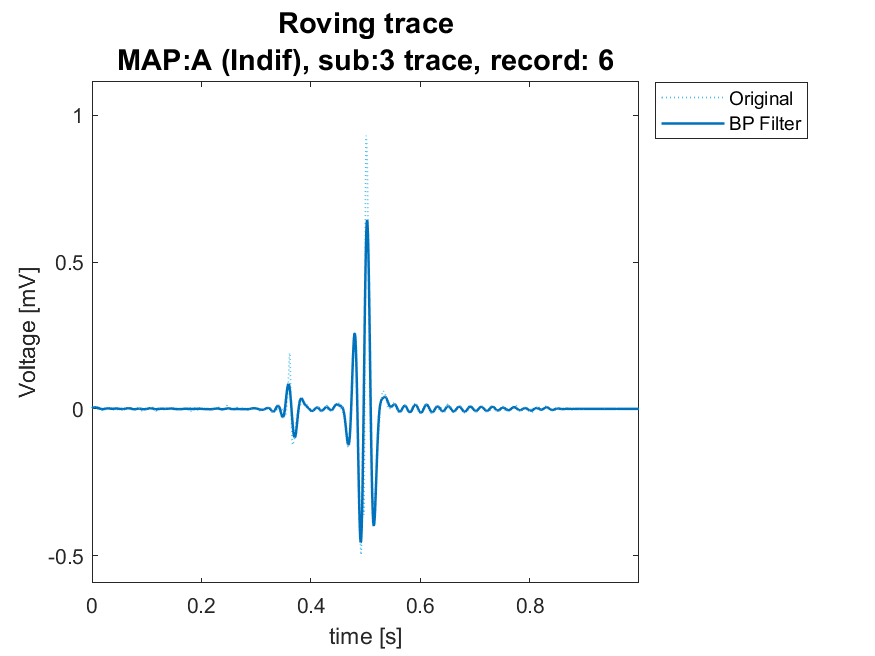 Roving trace
MAP:A (Indif), sub:3 trace, record: 6
Original
BP Filter
1
0.5
0
-0.5
Voltage [mV]
0 0.2 0.4 0.6 0.8
time [s]